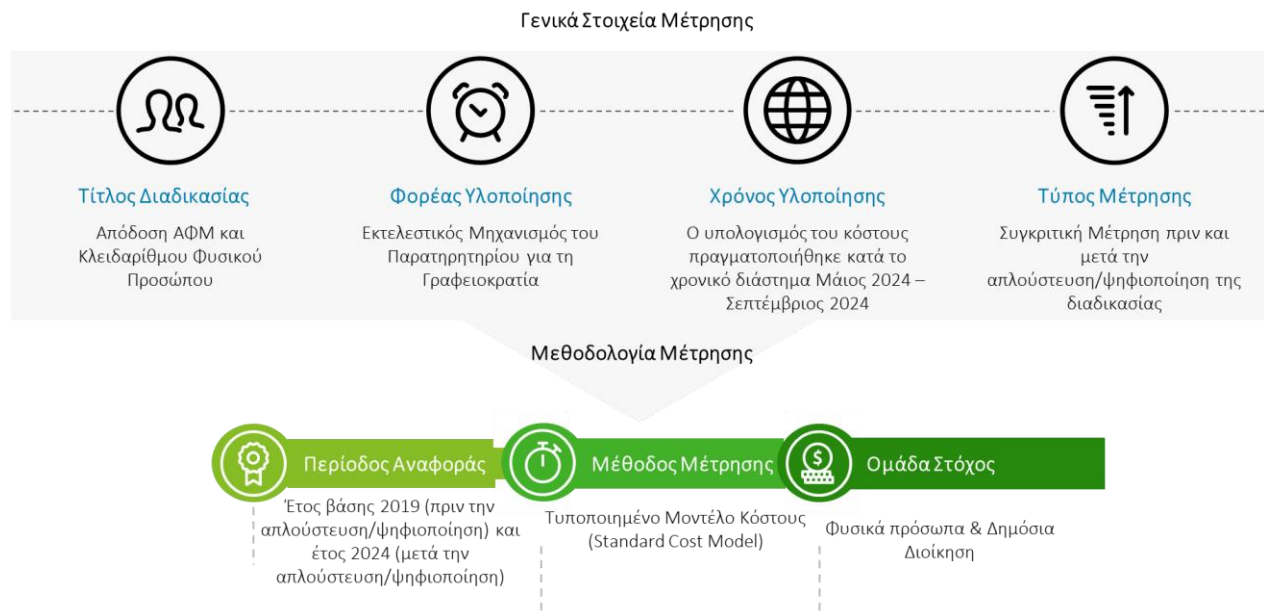 Γενικά Στοιχεία Μέτρησης
Τίτλος Διαδικασίας
Απόδοση ΑΦΜ και
Κλειδαρίθμου Φυσικού
Προσώπου
Φορέας Υλοποίησης
Εκτελεστικός Μηχανισμός του
Παρατηρητηρίου για τη
Γραφειοκρατία
Χρόνος Υλοποίησης
Ο υπολογισμός του κόστους
πραγματοποιήθηκε κατά το
χρονικό διάστημα Μάιος 2024 –
Σεπτέμβριος 2024
Τύπος Μέτρησης
Συγκριτική Μέτρηση πριν και
μετά την
απλούστευση/ψηφιοποίηση της
διαδικασίας
Μεθοδολογία Μέτρησης
Περίοδος Αναφοράς
Έτος βάσης 2019 (πριν την
απλούστευση/ψηφιοποίηση) και
έτος 2024 (μετά την
απλούστευση/ψηφιοποίηση)
Μέθοδος Μέτρησης
Τυποποιημένο Μοντέλο Κόστους
(Standard Cost Model)
Ομάδα Στόχος
Φυσικά πρόσωπα & Δημόσια
Διοίκηση